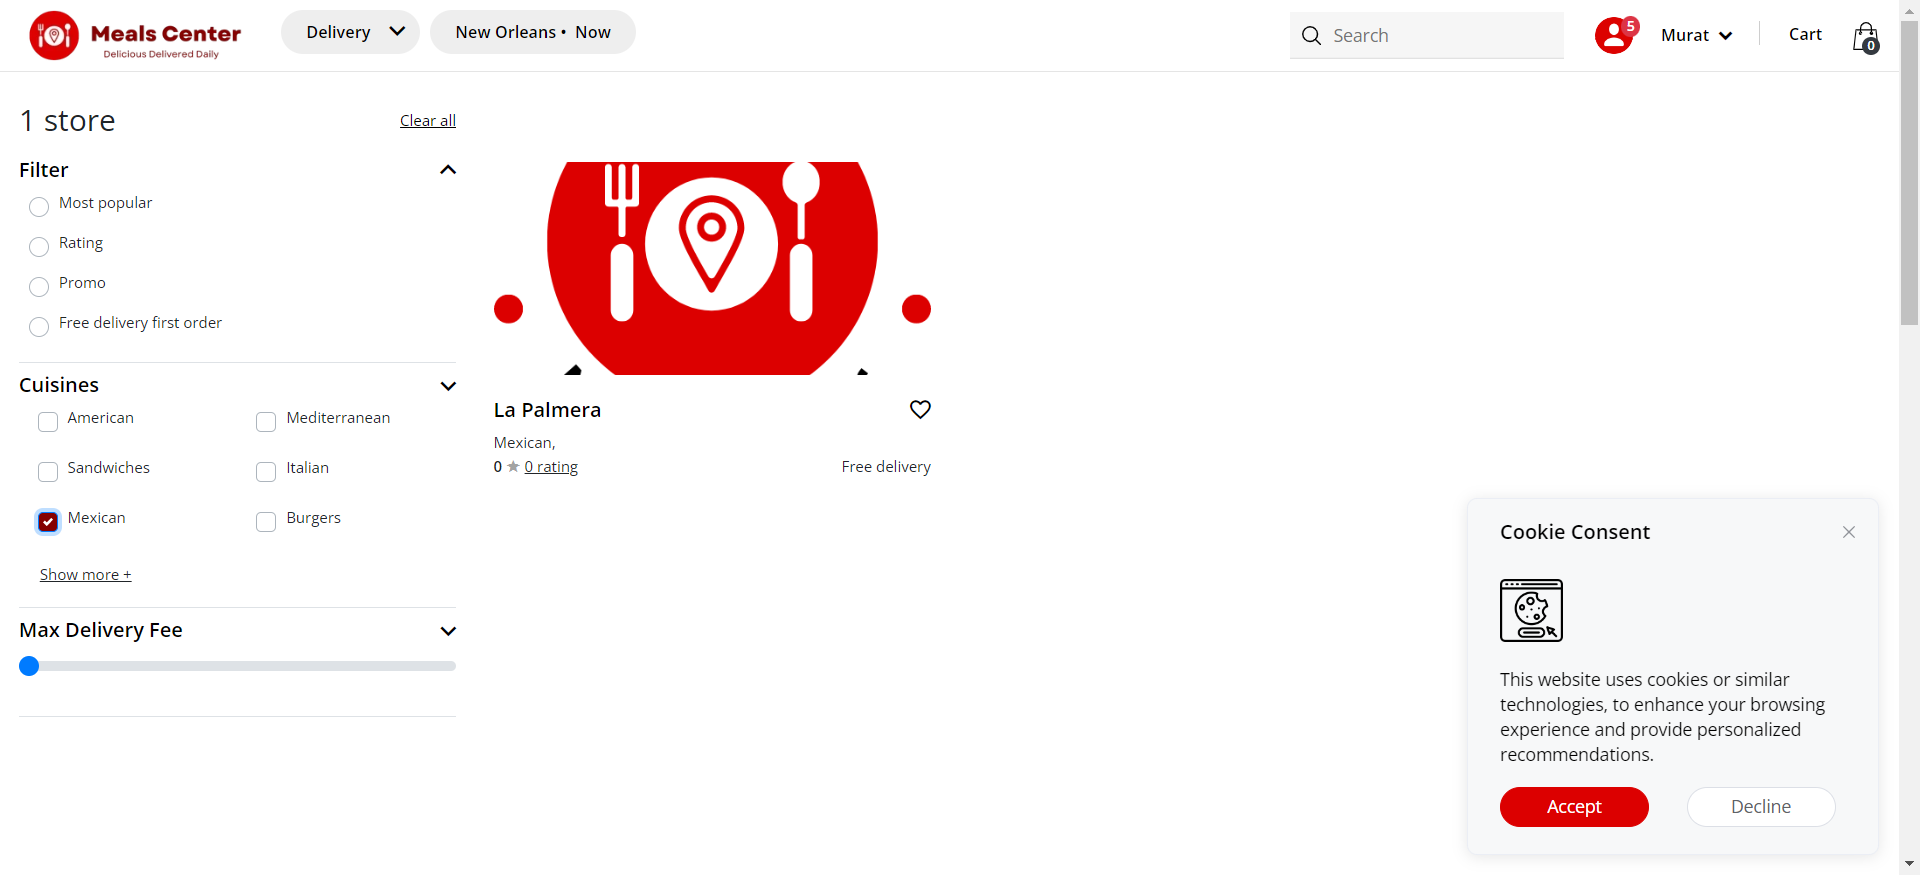 Meals Center
Delicious Delivered Daily
Delivery
New Orleans • Now
Search
5
Murat
Cart
0
1 store
Clear all
Filter
Most popular
Rating
Promo
Free delivery first order
Cuisines
American
Mediterranean
Sandwiches
Italian
Mexican
Burgers
Show more +
Max Delivery Fee
La Palmera
Mexican,
0 ★ 0 rating
Free delivery
Cookie Consent
This website uses cookies or similar
technologies, to enhance your browsing
experience and provide personalized
recommendations.
Accept
Decline